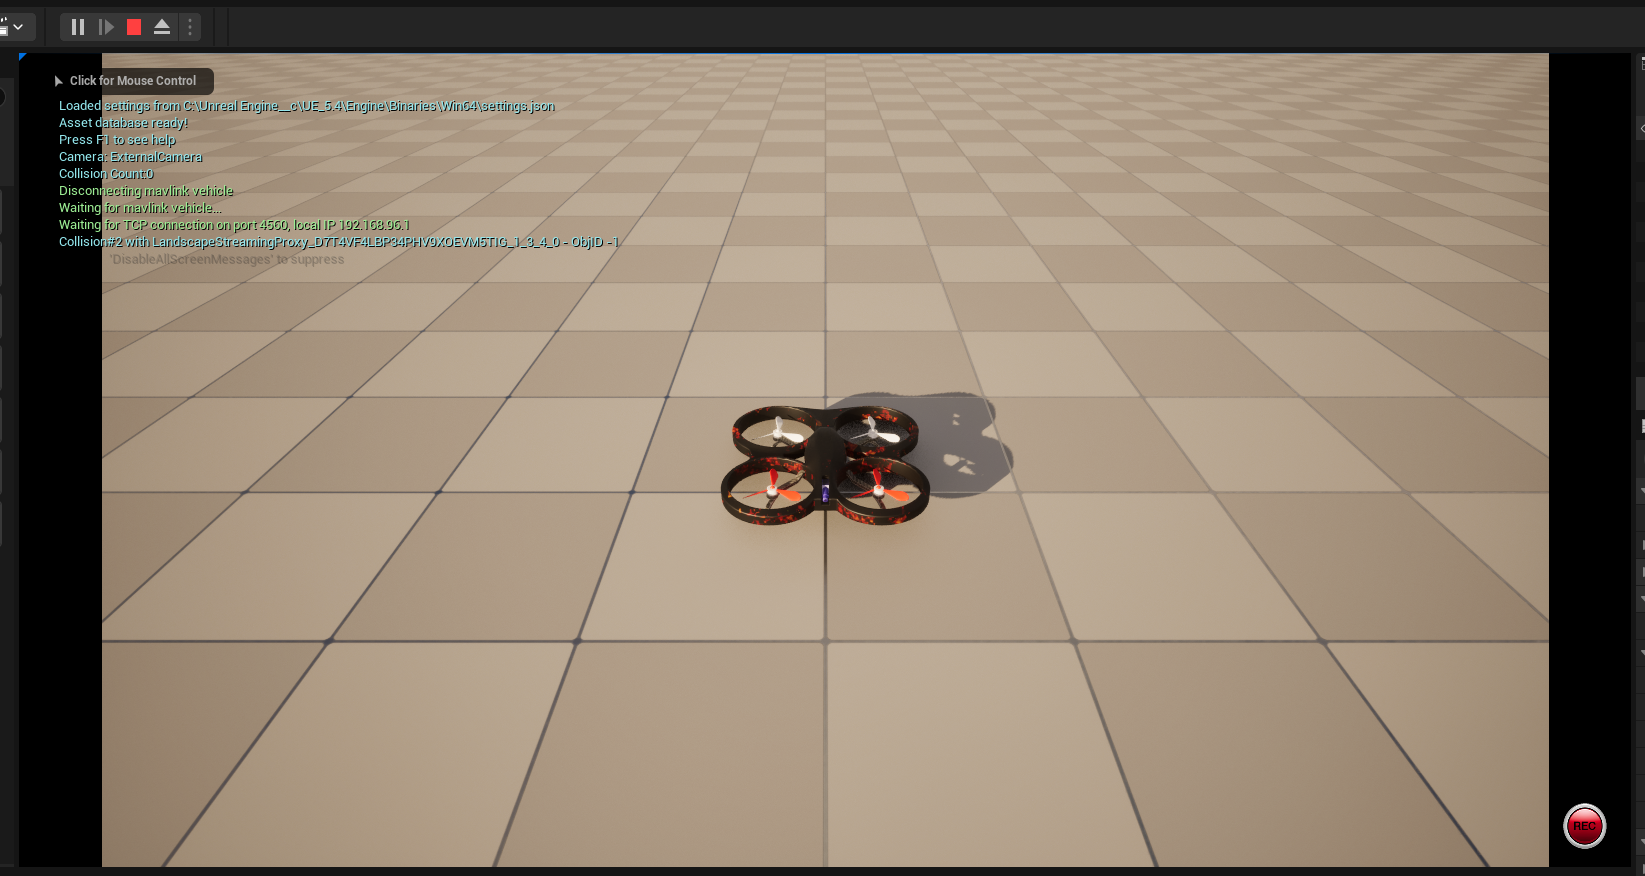 Click for Mouse Control
Loaded settings from C:\Unreal Engine__c\UE_5.4\Engine\Binaries\Win64\settings.json
Asset database ready!
Press F1 to see help
Camera: ExternalCamera
Collision Count:0
Disconnecting mavlink vehicle
Waiting for mavlink vehicle...
Waiting for TCP connection on port 4560, local IP 192.168.96.1
Collision#2 with LandscapeStreamingProxy_D7T4VF4LBP34PHV9XOEVM5TIG_1_3_4_0 - ObjID -1
'DisableAllScreenMessages' to suppress
REC